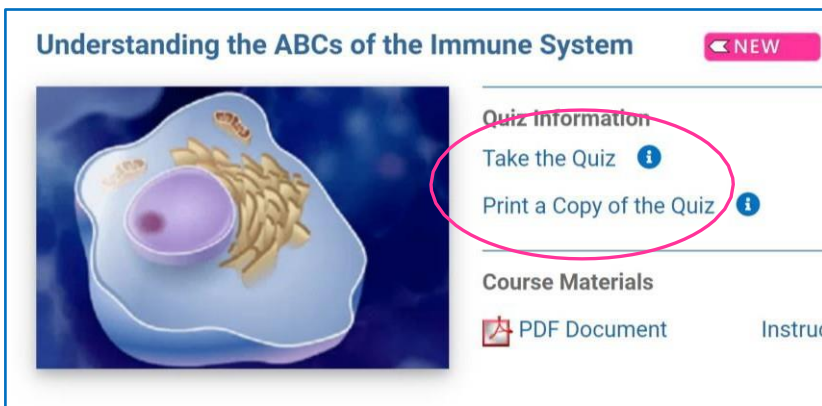 Understanding the ABCs of the Immune System NEW
Quiz Information
Take the Quiz
Print a Copy of the Quiz
Course Materials
PDF Document Instruc